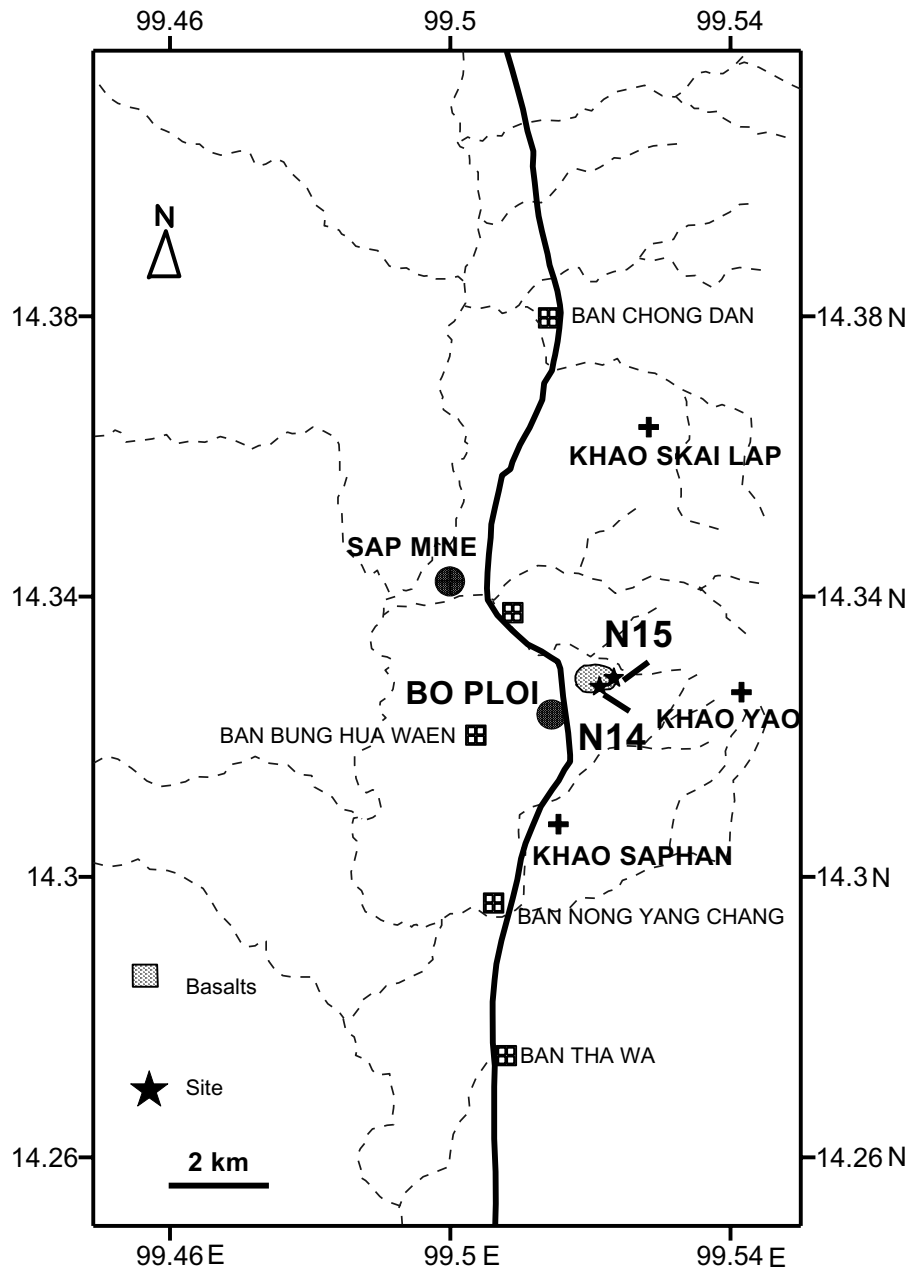 99.46 99.5 99.54
N
14.38 BAN CHONG DAN 14.38 N
KHAO SKAI LAP
SAP MINE
14.34 14.34 N
N15
BO PLOI
KHAO YAO
BAN BUNG HUA WAEN N14
KHAO SAPHAN
14.3 14.3 N
BAN NONG YANG CHANG
Basalts
BAN THA WA
Site
2 km
14.26 14.26 N
99.46 E 99.5 E 99.54 E